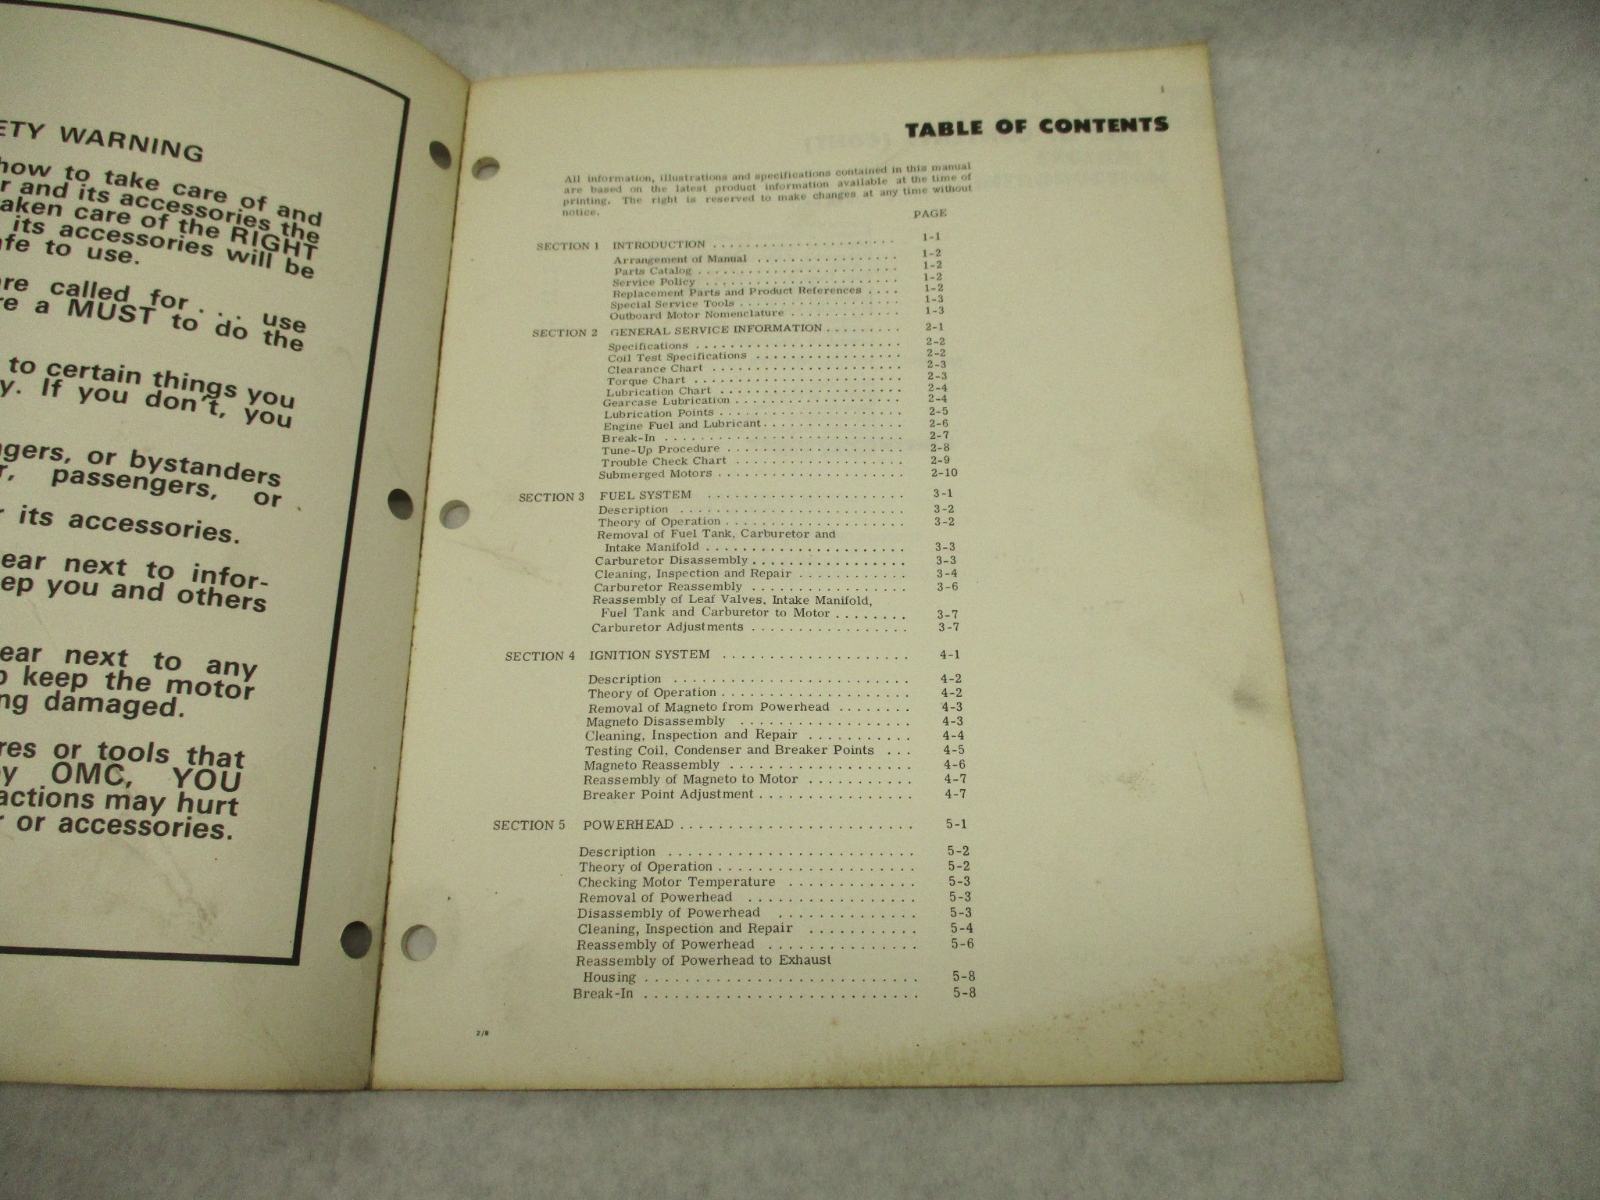 ETY WARNING
how to take care of and
r and its accessories the
aken care of the RIGHT
its accessories will be
afe to use.
re called for . . . use
re a MUST to do the
to certain things you
y. If you don't, you
ngers, or bystanders
r, passengers, or
r its accessories.
ear next to infor-
eep you and others
ear next to any
p keep the motor
ng damaged.
res or tools that
by OMC, YOU
actions may hurt
r or accessories.
1
TABLE OF CONTENTS
All information, illustrations and specifications contained in this manual
are based on the latest product information available at the time of
printing. The right is reserved to make changes at any time without
notice.
PAGE
SECTION 1 INTRODUCTION . . . . . . . . . . . . . . . . . . . . . . 1-1
Arrangement of Manual . . . . . . . . . . . . . . . . . 1-2
Parts Catalog . . . . . . . . . . . . . . . . . . . . . . . . 1-2
Service Policy . . . . . . . . . . . . . . . . . . . . . . . 1-2
Replacement Parts and Product References . . . . 1-2
Special Service Tools . . . . . . . . . . . . . . . . . . . 1-3
Outboard Motor Nomenclature . . . . . . . . . . . . . 1-3
SECTION 2 GENERAL SERVICE INFORMATION . . . . . . . . . 2-1
Specifications . . . . . . . . . . . . . . . . . . . . . . . . . 2-2
Coil Test Specifications . . . . . . . . . . . . . . . . . . 2-2
Clearance Chart . . . . . . . . . . . . . . . . . . . . . . . 2-3
Torque Chart . . . . . . . . . . . . . . . . . . . . . . . . . 2-3
Lubrication Chart . . . . . . . . . . . . . . . . . . . . . . 2-4
Gearcase Lubrication . . . . . . . . . . . . . . . . . . . . 2-4
Lubrication Points . . . . . . . . . . . . . . . . . . . . . . 2-5
Engine Fuel and Lubricant . . . . . . . . . . . . . . . . . 2-6
Break-In . . . . . . . . . . . . . . . . . . . . . . . . . . . . . 2-7
Tune-Up Procedure . . . . . . . . . . . . . . . . . . . . . 2-8
Trouble Check Chart . . . . . . . . . . . . . . . . . . . . 2-9
Submerged Motors . . . . . . . . . . . . . . . . . . . . . . 2-10
SECTION 3 FUEL SYSTEM . . . . . . . . . . . . . . . . . . . . . . . 3-1
Description . . . . . . . . . . . . . . . . . . . . . . . . . . 3-2
Theory of Operation . . . . . . . . . . . . . . . . . . . . . 3-2
Removal of Fuel Tank, Carburetor and
Intake Manifold . . . . . . . . . . . . . . . . . . . . . . . 3-3
Carburetor Disassembly . . . . . . . . . . . . . . . . . . 3-3
Cleaning, Inspection and Repair . . . . . . . . . . . . 3-4
Carburetor Reassembly . . . . . . . . . . . . . . . . . . 3-6
Reassembly of Leaf Valves, Intake Manifold,
Fuel Tank and Carburetor to Motor . . . . . . . . 3-7
Carburetor Adjustments . . . . . . . . . . . . . . . . . . 3-7
SECTION 4 IGNITION SYSTEM . . . . . . . . . . . . . . . . . . . . 4-1
Description . . . . . . . . . . . . . . . . . . . . . . . . . . 4-2
Theory of Operation . . . . . . . . . . . . . . . . . . . . . 4-2
Removal of Magneto from Powerhead . . . . . . . . 4-3
Magneto Disassembly . . . . . . . . . . . . . . . . . . 4-3
Cleaning, Inspection and Repair . . . . . . . . . . . 4-4
Testing Coil, Condenser and Breaker Points . . . 4-5
Magneto Reassembly . . . . . . . . . . . . . . . . . . . 4-6
Reassembly of Magneto to Motor . . . . . . . . . . . 4-7
Breaker Point Adjustment . . . . . . . . . . . . . . . . 4-7
SECTION 5 POWERHEAD . . . . . . . . . . . . . . . . . . . . . . . . 5-1
Description . . . . . . . . . . . . . . . . . . . . . . . . . . 5-2
Theory of Operation . . . . . . . . . . . . . . . . . . . . . 5-2
Checking Motor Temperature . . . . . . . . . . . . . 5-3
Removal of Powerhead . . . . . . . . . . . . . . . . . . 5-3
Disassembly of Powerhead . . . . . . . . . . . . . . 5-3
Cleaning, Inspection and Repair . . . . . . . . . . . 5-4
Reassembly of Powerhead . . . . . . . . . . . . . . . 5-6
Reassembly of Powerhead to Exhaust
Housing . . . . . . . . . . . . . . . . . . . . . . . . . . . 5-8
Break-In . . . . . . . . . . . . . . . . . . . . . . . . . . . . 5-8